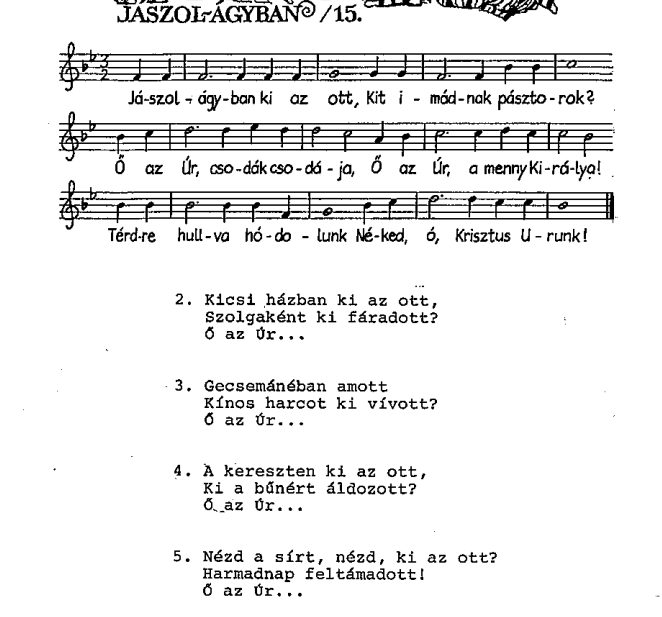 JÁSZOL-ÁGYBAN /15.
3
2
Já-szol - ágy-ban ki az ott, Kit i - mád-nak pászto-rok?
Ő az Úr, cso-dák cso-dá-ja, Ő az Úr, a menny Ki-rá-lya!
Térd-re hull-va hó-do-lunk Né-ked, ó, Krisztus U-runk!
2. Kicsi házban ki az ott,
Szolgaként ki fáradott?
Ő az Úr...
3. Gecsemánéban amott
Kínos harcot ki vívott?
Ő az Úr...
4. A kereszten ki az ott,
Ki a bűnért áldozott?
Ő az Úr...
5. Nézd a sírt, nézd, ki az ott?
Harmadnap feltámadott!
Ő az Úr...